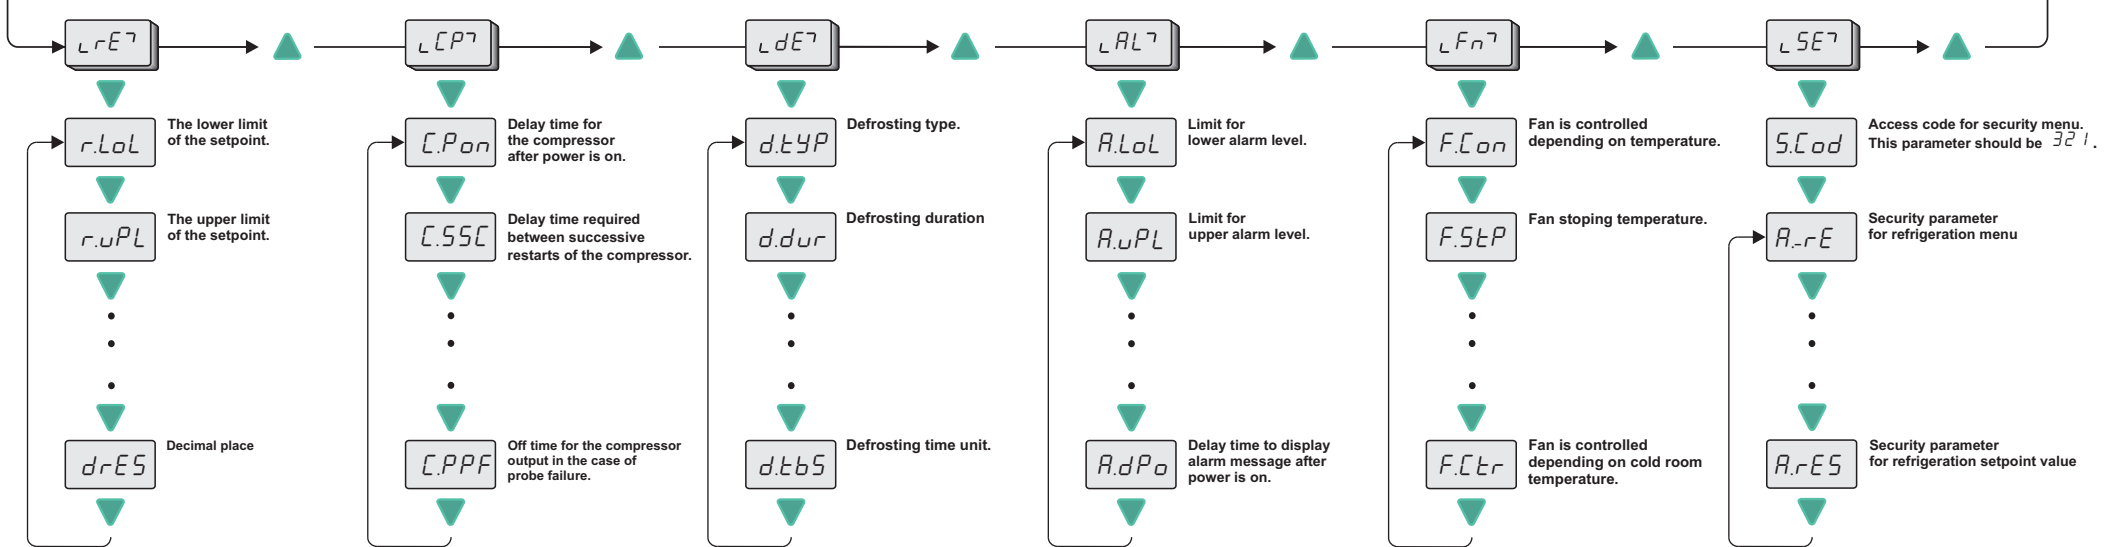 rE
CP
dE
AL
Fn
SE
r.LoL
The lower limit
of the setpoint.
r.uPL
The upper limit
of the setpoint.
drES
Decimal place
C.Pon
Delay time for
the compressor
after power is on.
C.SSC
Delay time required
between successive
restarts of the compressor.
C.PPF
Off time for the compressor
output in the case of
probe failure.
d.tYP
Defrosting type.
d.dur
Defrosting duration
d.tbS
Defrosting time unit.
A.LoL
Limit for
lower alarm level.
A.uPL
Limit for
upper alarm level.
A.dPo
Delay time to display
alarm message after
power is on.
F.Con
Fan is controlled
depending on temperature.
F.StP
Fan stoping temperature.
F.Ctr
Fan is controlled
depending on cold room
temperature.
S.Cod
Access code for security menu.
This parameter should be 321.
A.-rE
Security parameter
for refrigeration menu
A.rES
Security parameter
for refrigeration setpoint value